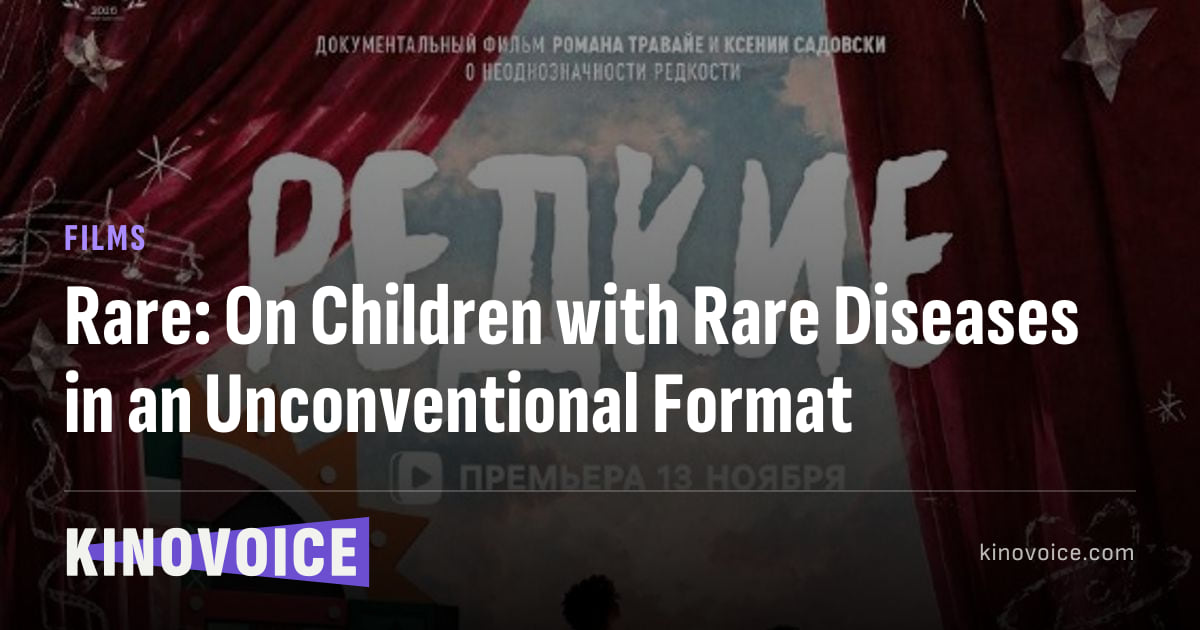 2026
ДОКУМЕНТАЛЬНЫЙ ФИЛЬМ РОМАНА ТРАВАЙЕ И КСЕНИИ САДОВСКИ
О НЕОДНОЗНАЧНОСТИ РЕДКОСТИ
РЕДКИЕ
FILMS
Rare: On Children with Rare Diseases
in an Unconventional Format
ПРЕМЬЕРА 13 НОЯБРЯ
KINOVOICE
kinovoice.com